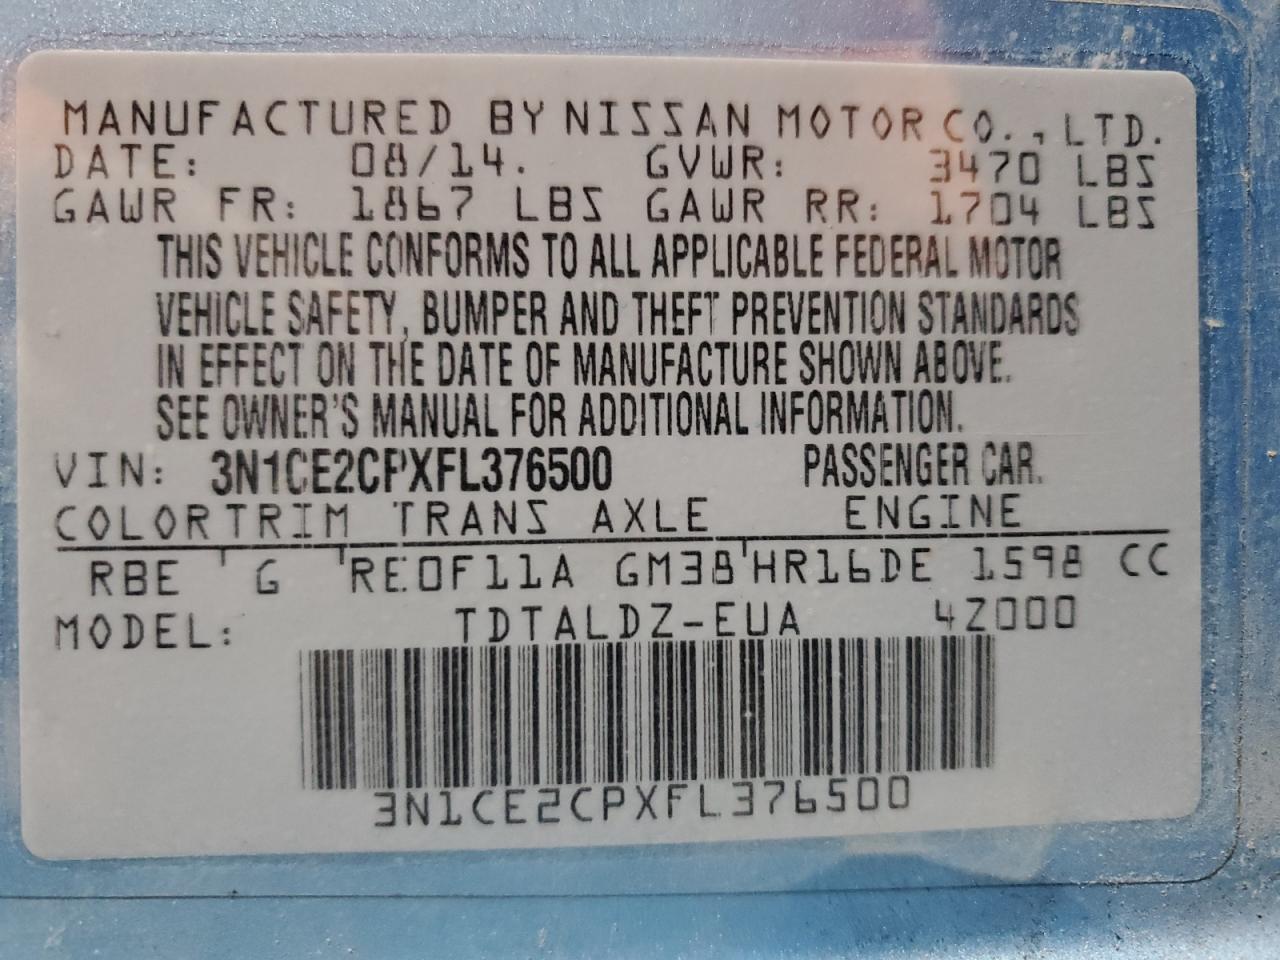 MANUFACTURED BY NISSAN MOTOR CO., LTD.
DATE: 08/14. GVWR: 3470 LBS
GAWR FR: 1867 LBS GAWR RR: 1704 LBS
THIS VEHICLE CONFORMS TO ALL APPLICABLE FEDERAL MOTOR
VEHICLE SAFETY, BUMPER AND THEFT PREVENTION STANDARDS
IN EFFECT ON THE DATE OF MANUFACTURE SHOWN ABOVE.
SEE OWNER'S MANUAL FOR ADDITIONAL INFORMATION.
VIN: 3N1CE2CPXFL376500 PASSENGER CAR.
COLOR TRIM TRANS AXLE ENGINE
RBE ' G ' RE0F11A GM38 ' HR16DE 1598 CC
MODEL: TDTALDZ-EUA 4Z000
3N1CE2CPXFL376500